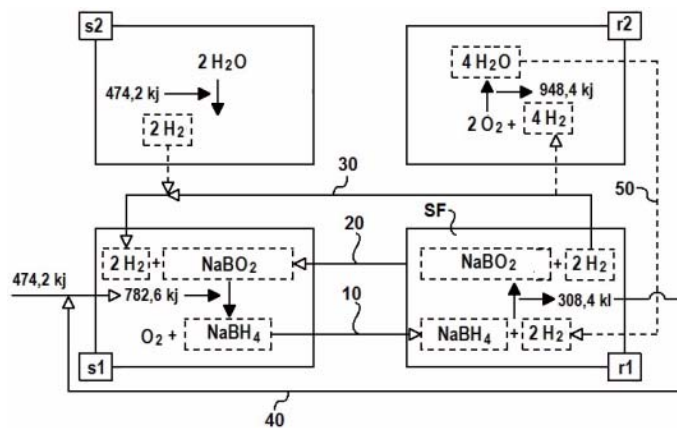 s2
2 H₂O
474,2 kj
2 H₂
r2
4 H₂O
948,4 kj
2 O₂ + 4 H₂
30
50
SF
20
2 H₂ + NaBO₂
NaBO₂ + 2 H₂
474,2 kj
782,6 kj
308,4 kl
10
O₂ + NaBH₄
NaBH₄ + 2 H₂
s1
r1
40